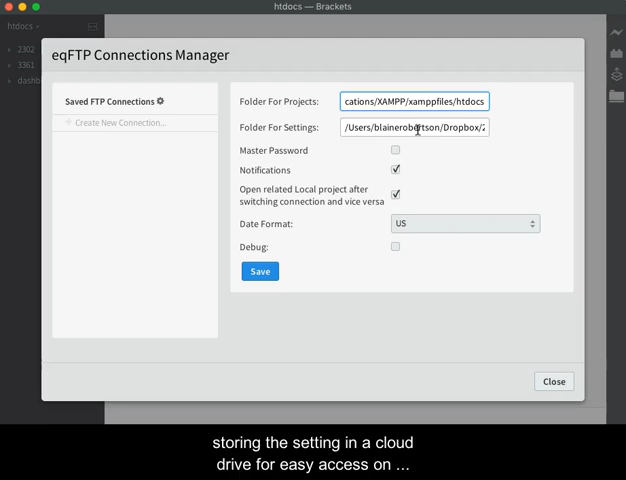 htdocs — Brackets
htdocs
2302
3361
dashb
eqFTP Connections Manager
Saved FTP Connections
+ Create New Connection...
Folder For Projects: cations/XAMPP/xamppfiles/htdocs
Folder For Settings: /Users/blainerobertson/Dropbox/2
Master Password
Notifications
Open related Local project after
switching connection and vice versa
Date Format: US
Debug:
Save
Close
storing the setting in a cloud
drive for easy access on ...